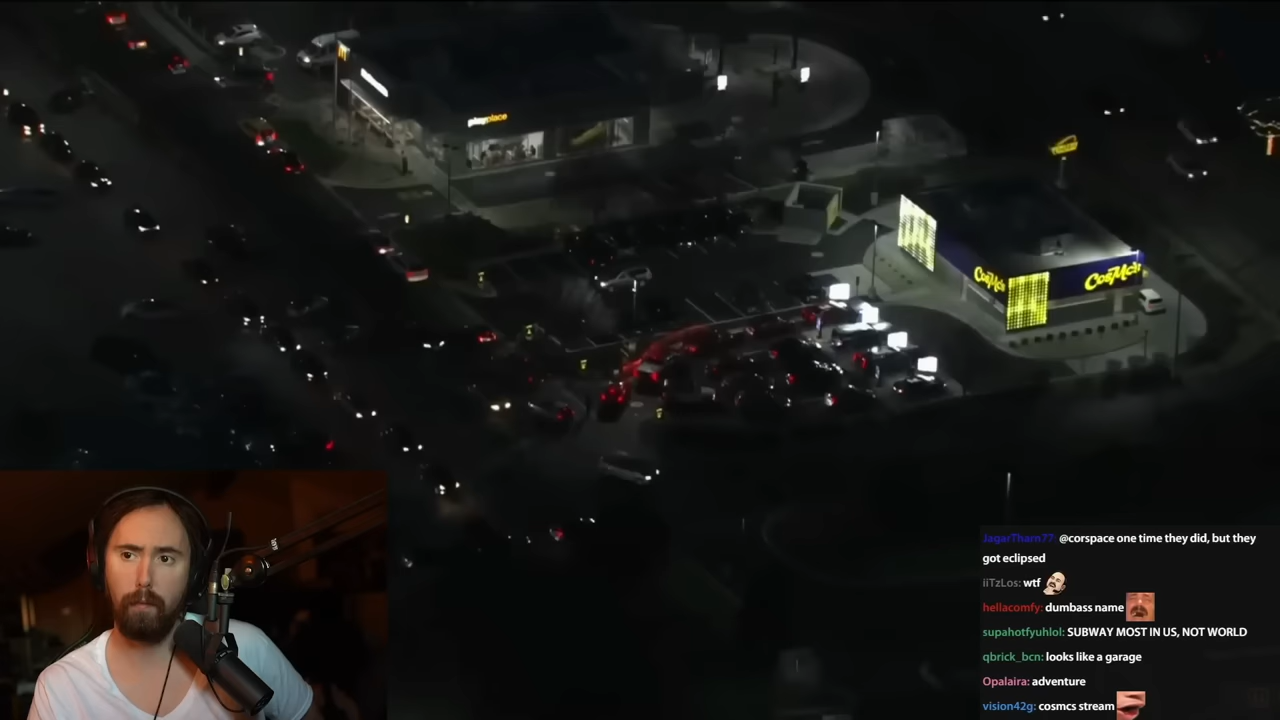 playplace
CosMc's
CosMc's
JagarTharn77: @corspace one time they did, but they
got eclipsed
iiTzLos: wtf
hellacomfy: dumbass name
supahotfyuhlol: SUBWAY MOST IN US, NOT WORLD
qbrick_bcn: looks like a garage
Opalaira: adventure
vision42g: cosmcs stream